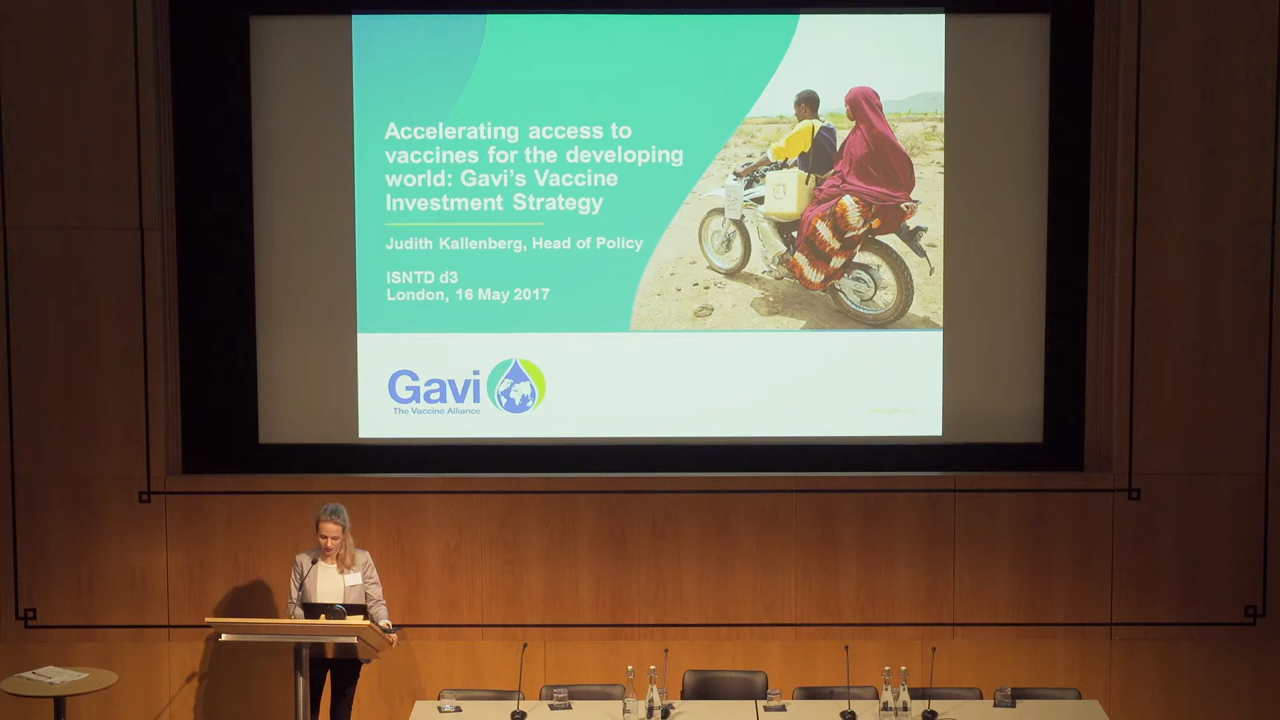 Accelerating access to
vaccines for the developing
world: Gavi's Vaccine
Investment Strategy
Judith Kallenberg, Head of Policy
ISNTD d3
London, 16 May 2017
Gavi
The Vaccine Alliance